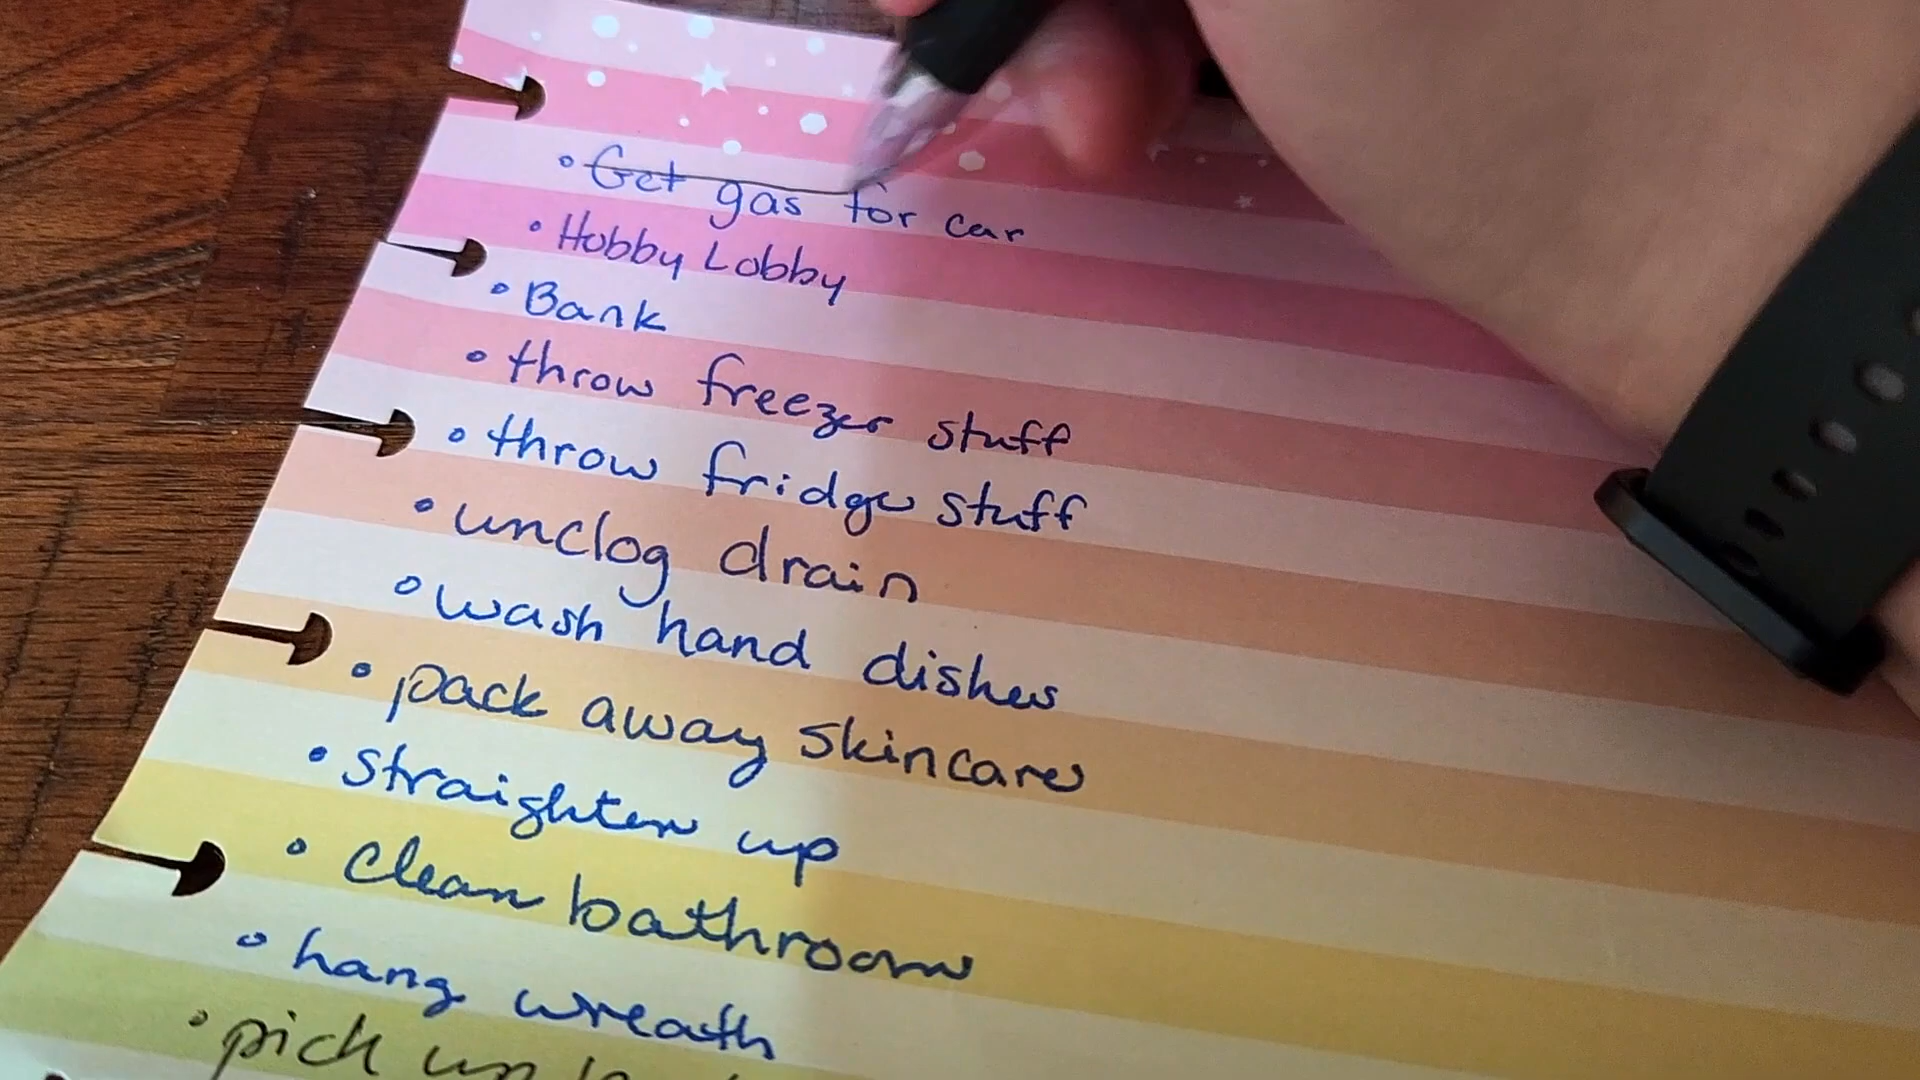 • Get gas for car
• Hobby Lobby
• Bank
• throw freezer stuff
• throw fridge stuff
• unclog drain
• wash hand dishes
• pack away skincare
• straighten up
• clean bathroom
• hang wreath
• pick up